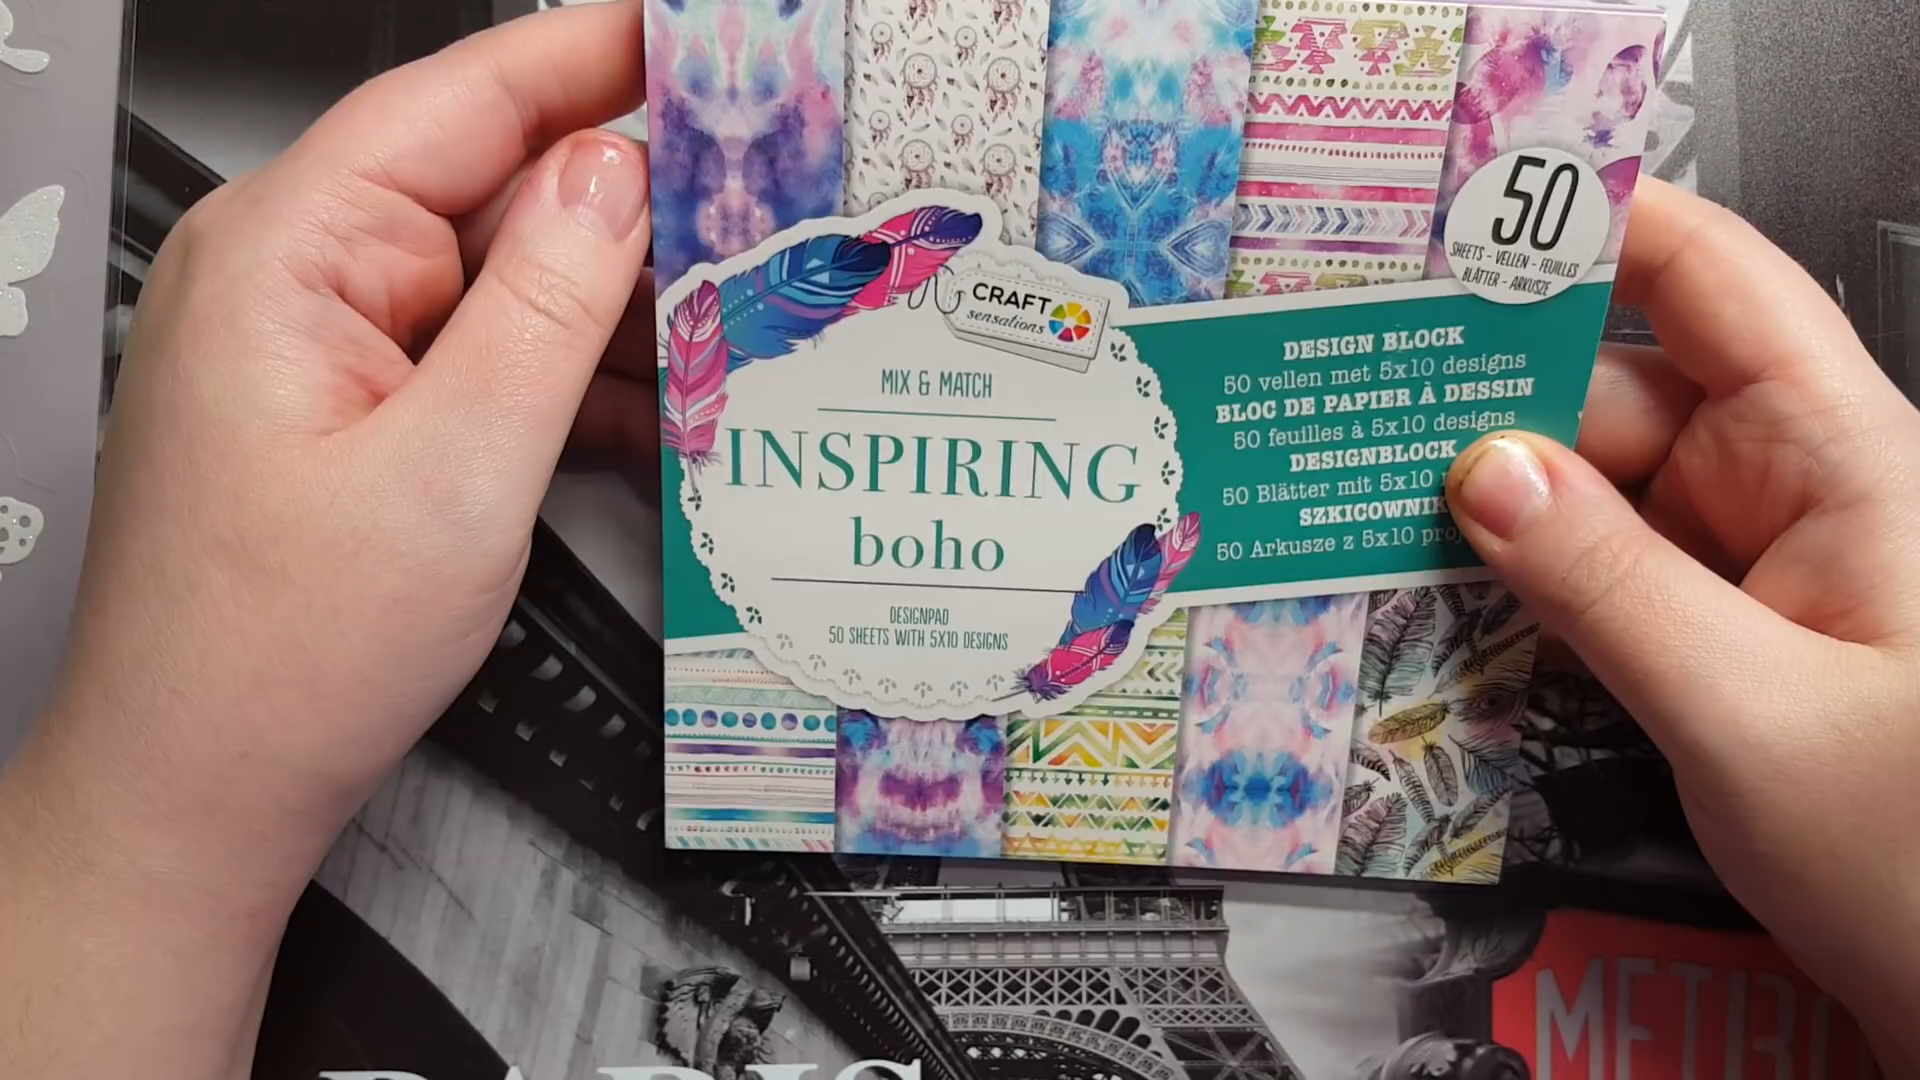 50
SHEETS - VELLEN - FEUILLES
BLÄTTER - ARKUSZE
CRAFT
sensations
MIX & MATCH
INSPIRING
boho
DESIGNPAD
50 SHEETS WITH 5X10 DESIGNS
DESIGN BLOCK
50 vellen met 5x10 designs
BLOC DE PAPIER À DESSIN
50 feuilles à 5x10 designs
DESIGNBLOCK
50 Blätter mit 5x10
SZKICOWNIK
50 Arkusze z 5x10
PARIS